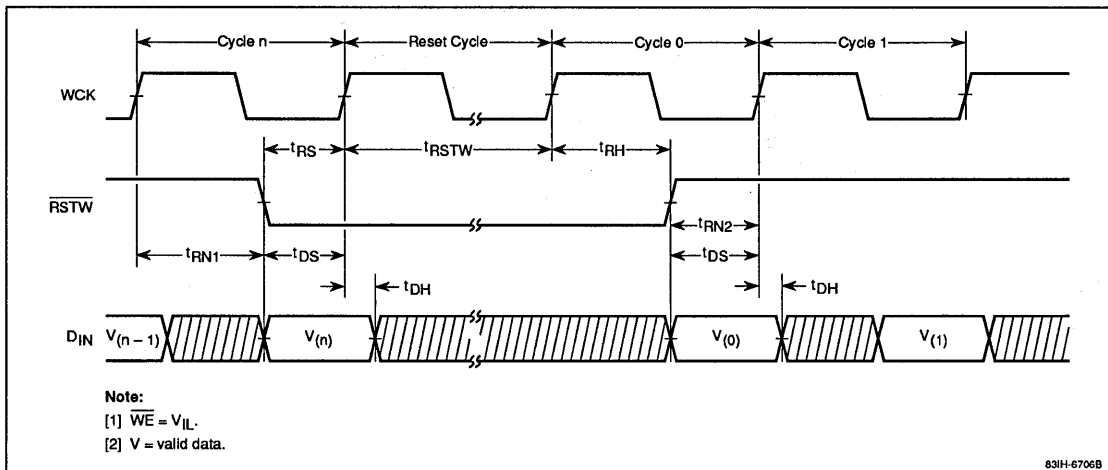 Cycle n Reset Cycle Cycle 0 Cycle 1
WCK
tRS tRSTW tRH
RSTW
tRN2
tRN1 tDS tDS
tDH tDH
DIN V(n – 1) V(n) V(0) V(1)
Note:
[1] WE = VIL.
[2] V = valid data.
83IH-6706B